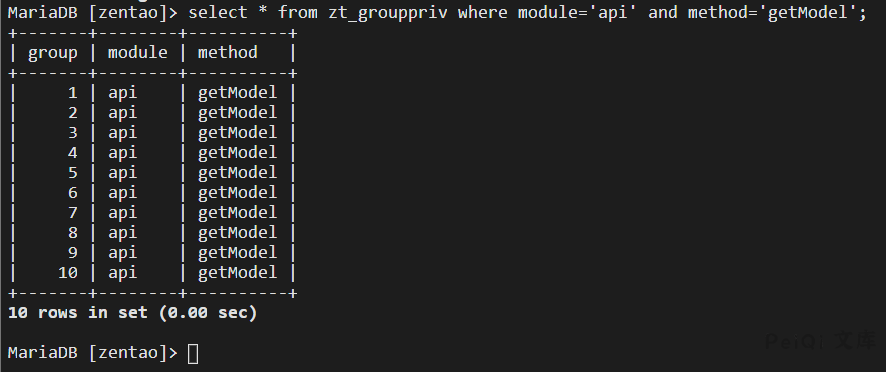 MariaDB [zentao]> select * from zt_grouppriv where module='api' and method='getModel';
+-------+--------+----------+
| group | module | method   |
+-------+--------+----------+
|     1 | api    | getModel |
|     2 | api    | getModel |
|     3 | api    | getModel |
|     4 | api    | getModel |
|     5 | api    | getModel |
|     6 | api    | getModel |
|     7 | api    | getModel |
|     8 | api    | getModel |
|     9 | api    | getModel |
|    10 | api    | getModel |
+-------+--------+----------+
10 rows in set (0.00 sec)
MariaDB [zentao]>
PeiQi 文库